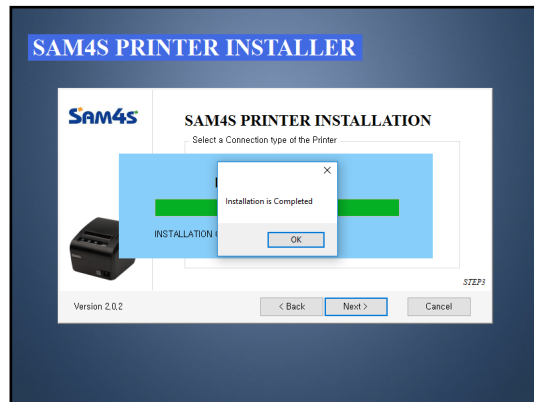 SAM4S PRINTER INSTALLER
SAM4S
SAM4S PRINTER INSTALLATION
Select a Connection type of the Printer
Installation is Completed
INSTALLATION
OK
STEP3
Version 2,0,2
< Back
Next >
Cancel